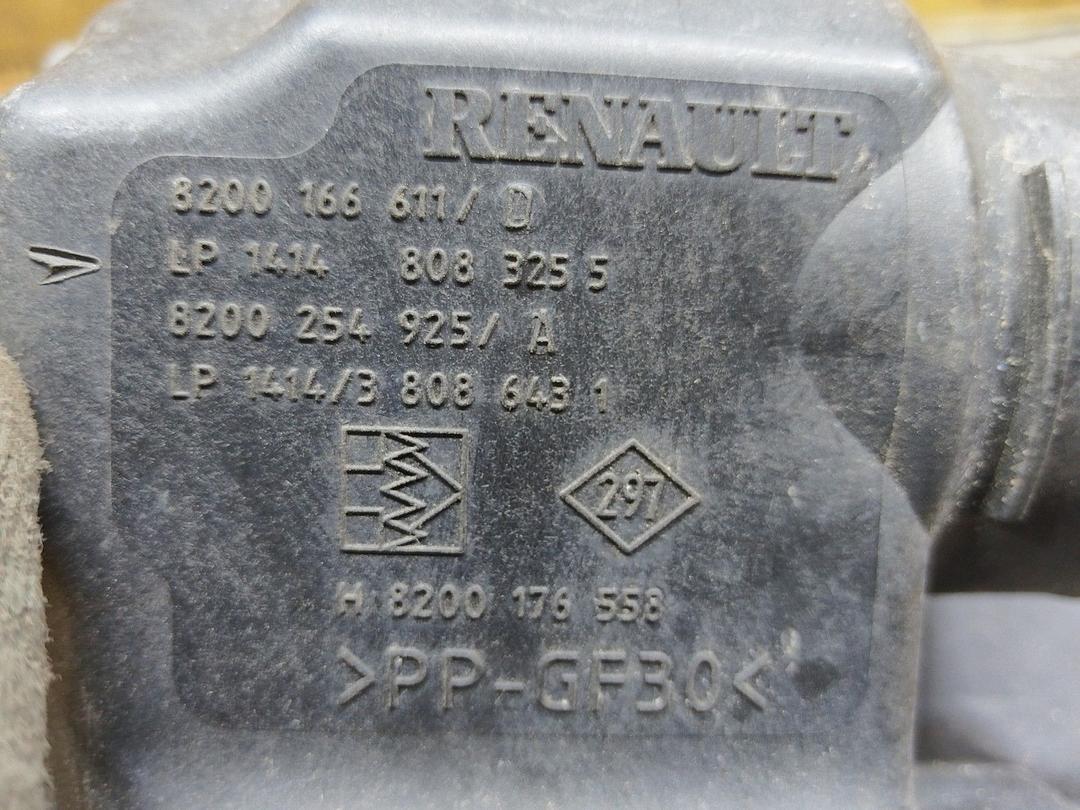 RENAULT
8200 166 611/ D
LP 1414 808 325 5
8200 254 925/ A
LP 1414/3 808 643 1
297
H 8200 176 558
>PP-GF30<